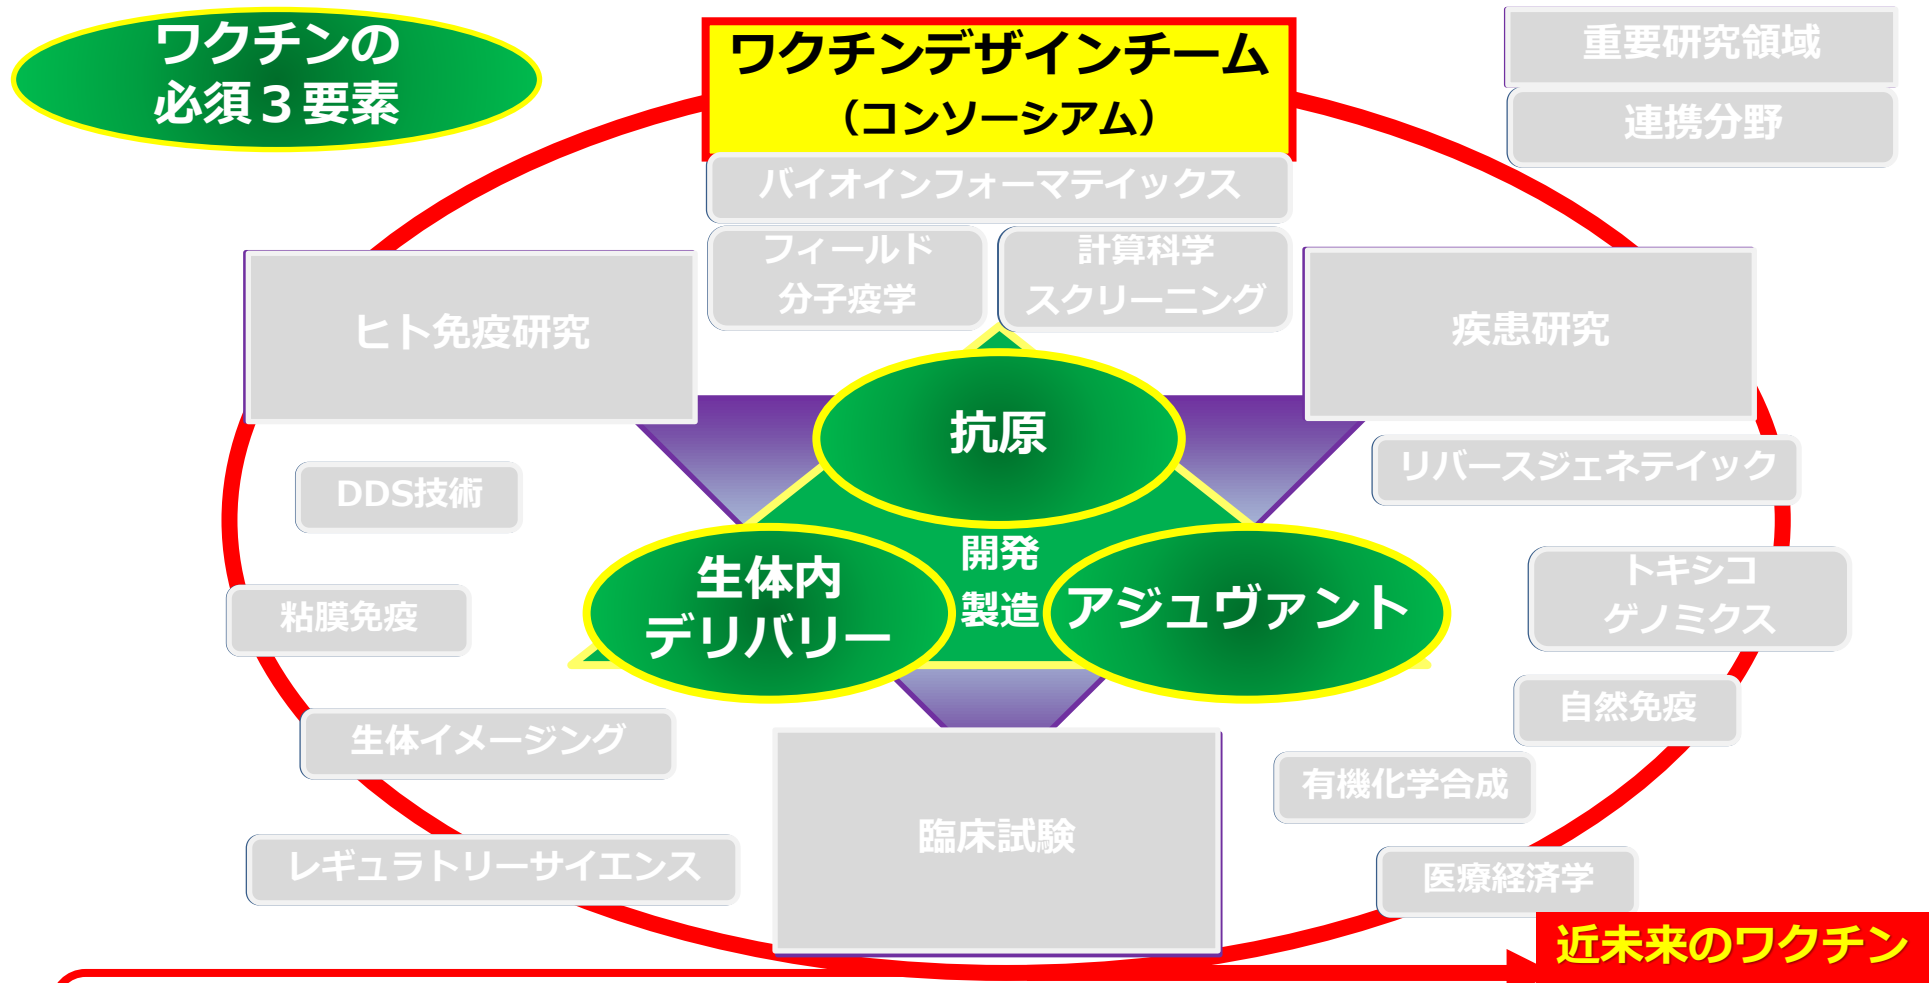 ワクチンの
必須３要素
ワクチンデザインチーム
（コンソーシアム）
重要研究領域
連携分野
バイオインフォーマテイックス
フィールド
分子疫学
計算科学
スクリーニング
ヒト免疫研究
疾患研究
抗原
リバースジェネテイック
DDS技術
開発
製造
生体内
デリバリー
アジュヴァント
トキシコ
ゲノミクス
粘膜免疫
自然免疫
生体イメージング
有機化学合成
臨床試験
レギュラトリーサイエンス
医療経済学
近未来のワクチン